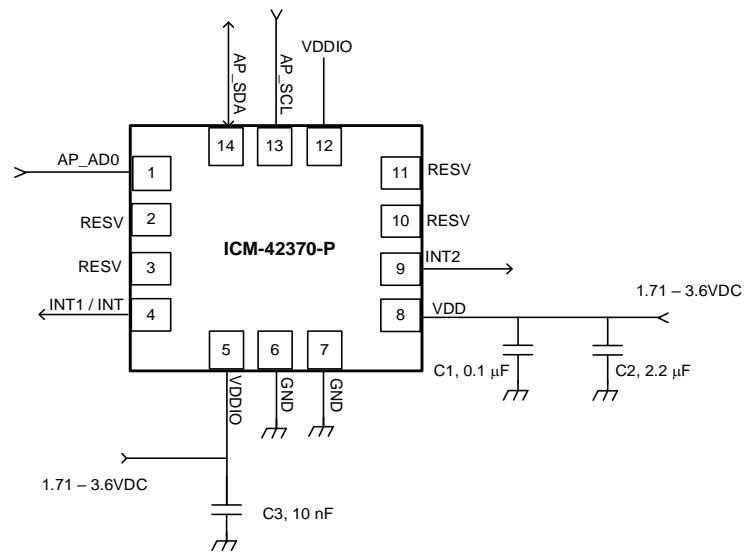 AP_SDA
AP_SCL
VDDIO
14
13
12
AP_AD0
1
11
RESV
RESV
2
10
RESV
ICM-42370-P
RESV
3
9
INT2
INT1 / INT
4
8
VDD
1.71 – 3.6VDC
5
6
7
VDDIO
GND
GND
C1, 0.1 μF
C2, 2.2 μF
1.71 – 3.6VDC
C3, 10 nF